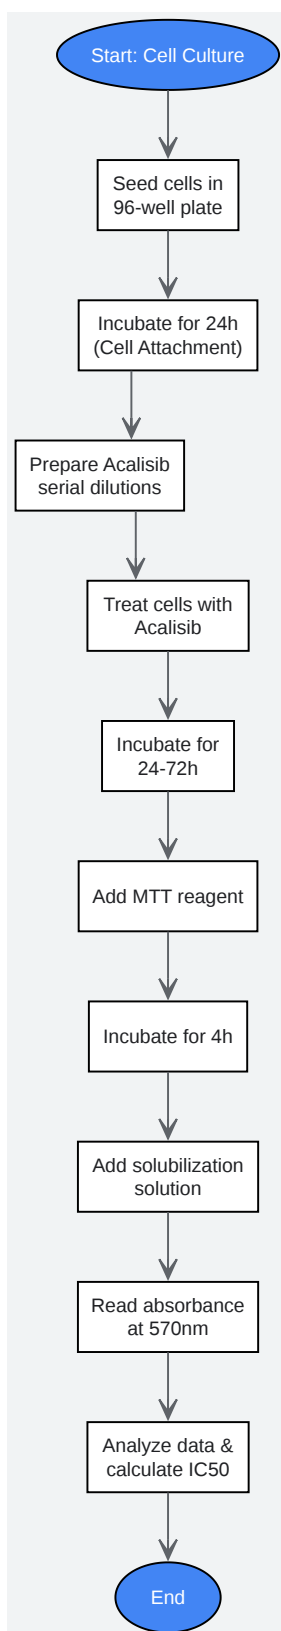 Start: Cell Culture
Seed cells in
96-well plate
Incubate for 24h
(Cell Attachment)
Prepare Acalisib
serial dilutions
Treat cells with
Acalisib
Incubate for
24-72h
Add MTT reagent
Incubate for 4h
Add solubilization
solution
Read absorbance
at 570nm
Analyze data &
calculate IC50
End